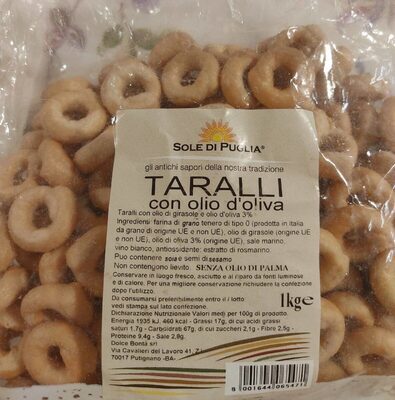 SOLE DI PUGLIA®
gli antichi sapori della nostra tradizione
TARALLI
con olio d'oliva
Taralli con olio di girasole e olio d'oliva 3%
Ingredienti: farina di grano tenero di tipo 0 (prodotta in Italia
da grano di origine UE e non UE), olio di girasole (origine
UE e non UE), olio di oliva 3% (origine UE), sale marino,
vino bianco, antiossidante: estratto di rosmarino.
Puo contenere soia e semi di sesamo
Non contengono lievito SENZA OLIO DI PALMA
Conservare in luogo fresco, asciutto e al riparo da fonti luminose
e di calore. Per una migliore conservazione richiudere la confezione
dopo l'utilizzo.
Da consumarsi preferibilmente entro il / lotto
vedi stampa sul lato confezione.
1kg e
Dichiarazione Nutrizionale Valori medi per 100g di prodotto.
Energia 1935 kJ, 460 kcal - Grassi 17g, di cui acidi grassi
saturi 1.7g - Carboidrati 67g, di cui zuccheri 2,1g - Fibre 2,5g -
Proteine 9,4g - Sale 2,8g.
Dolce Bontà srl
Via Cavalieri del Lavoro 41,
70017 Putignano -BA-
8 001644 065471